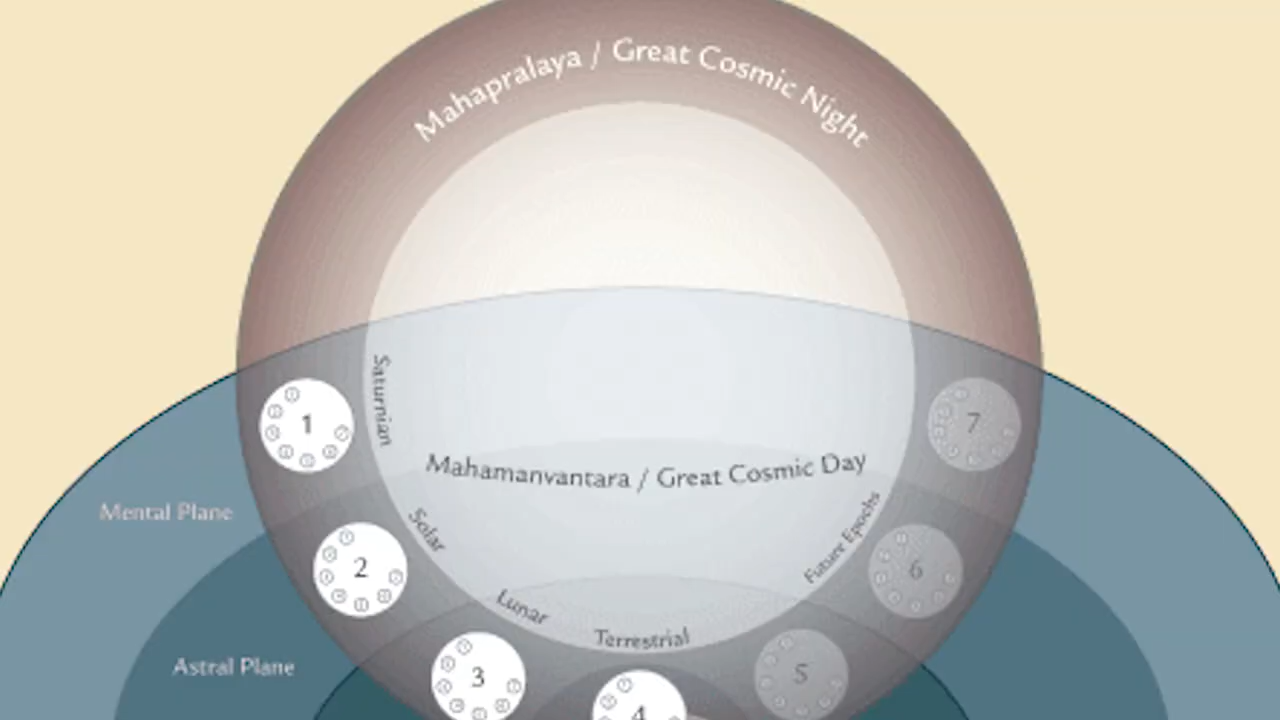 Mahapralaya / Great Cosmic Night
Saturnian
1
7
Mahamanvantara / Great Cosmic Day
Mental Plane
Solar
Future Epochs
2
6
Lunar
Terrestrial
Astral Plane
3
5
4